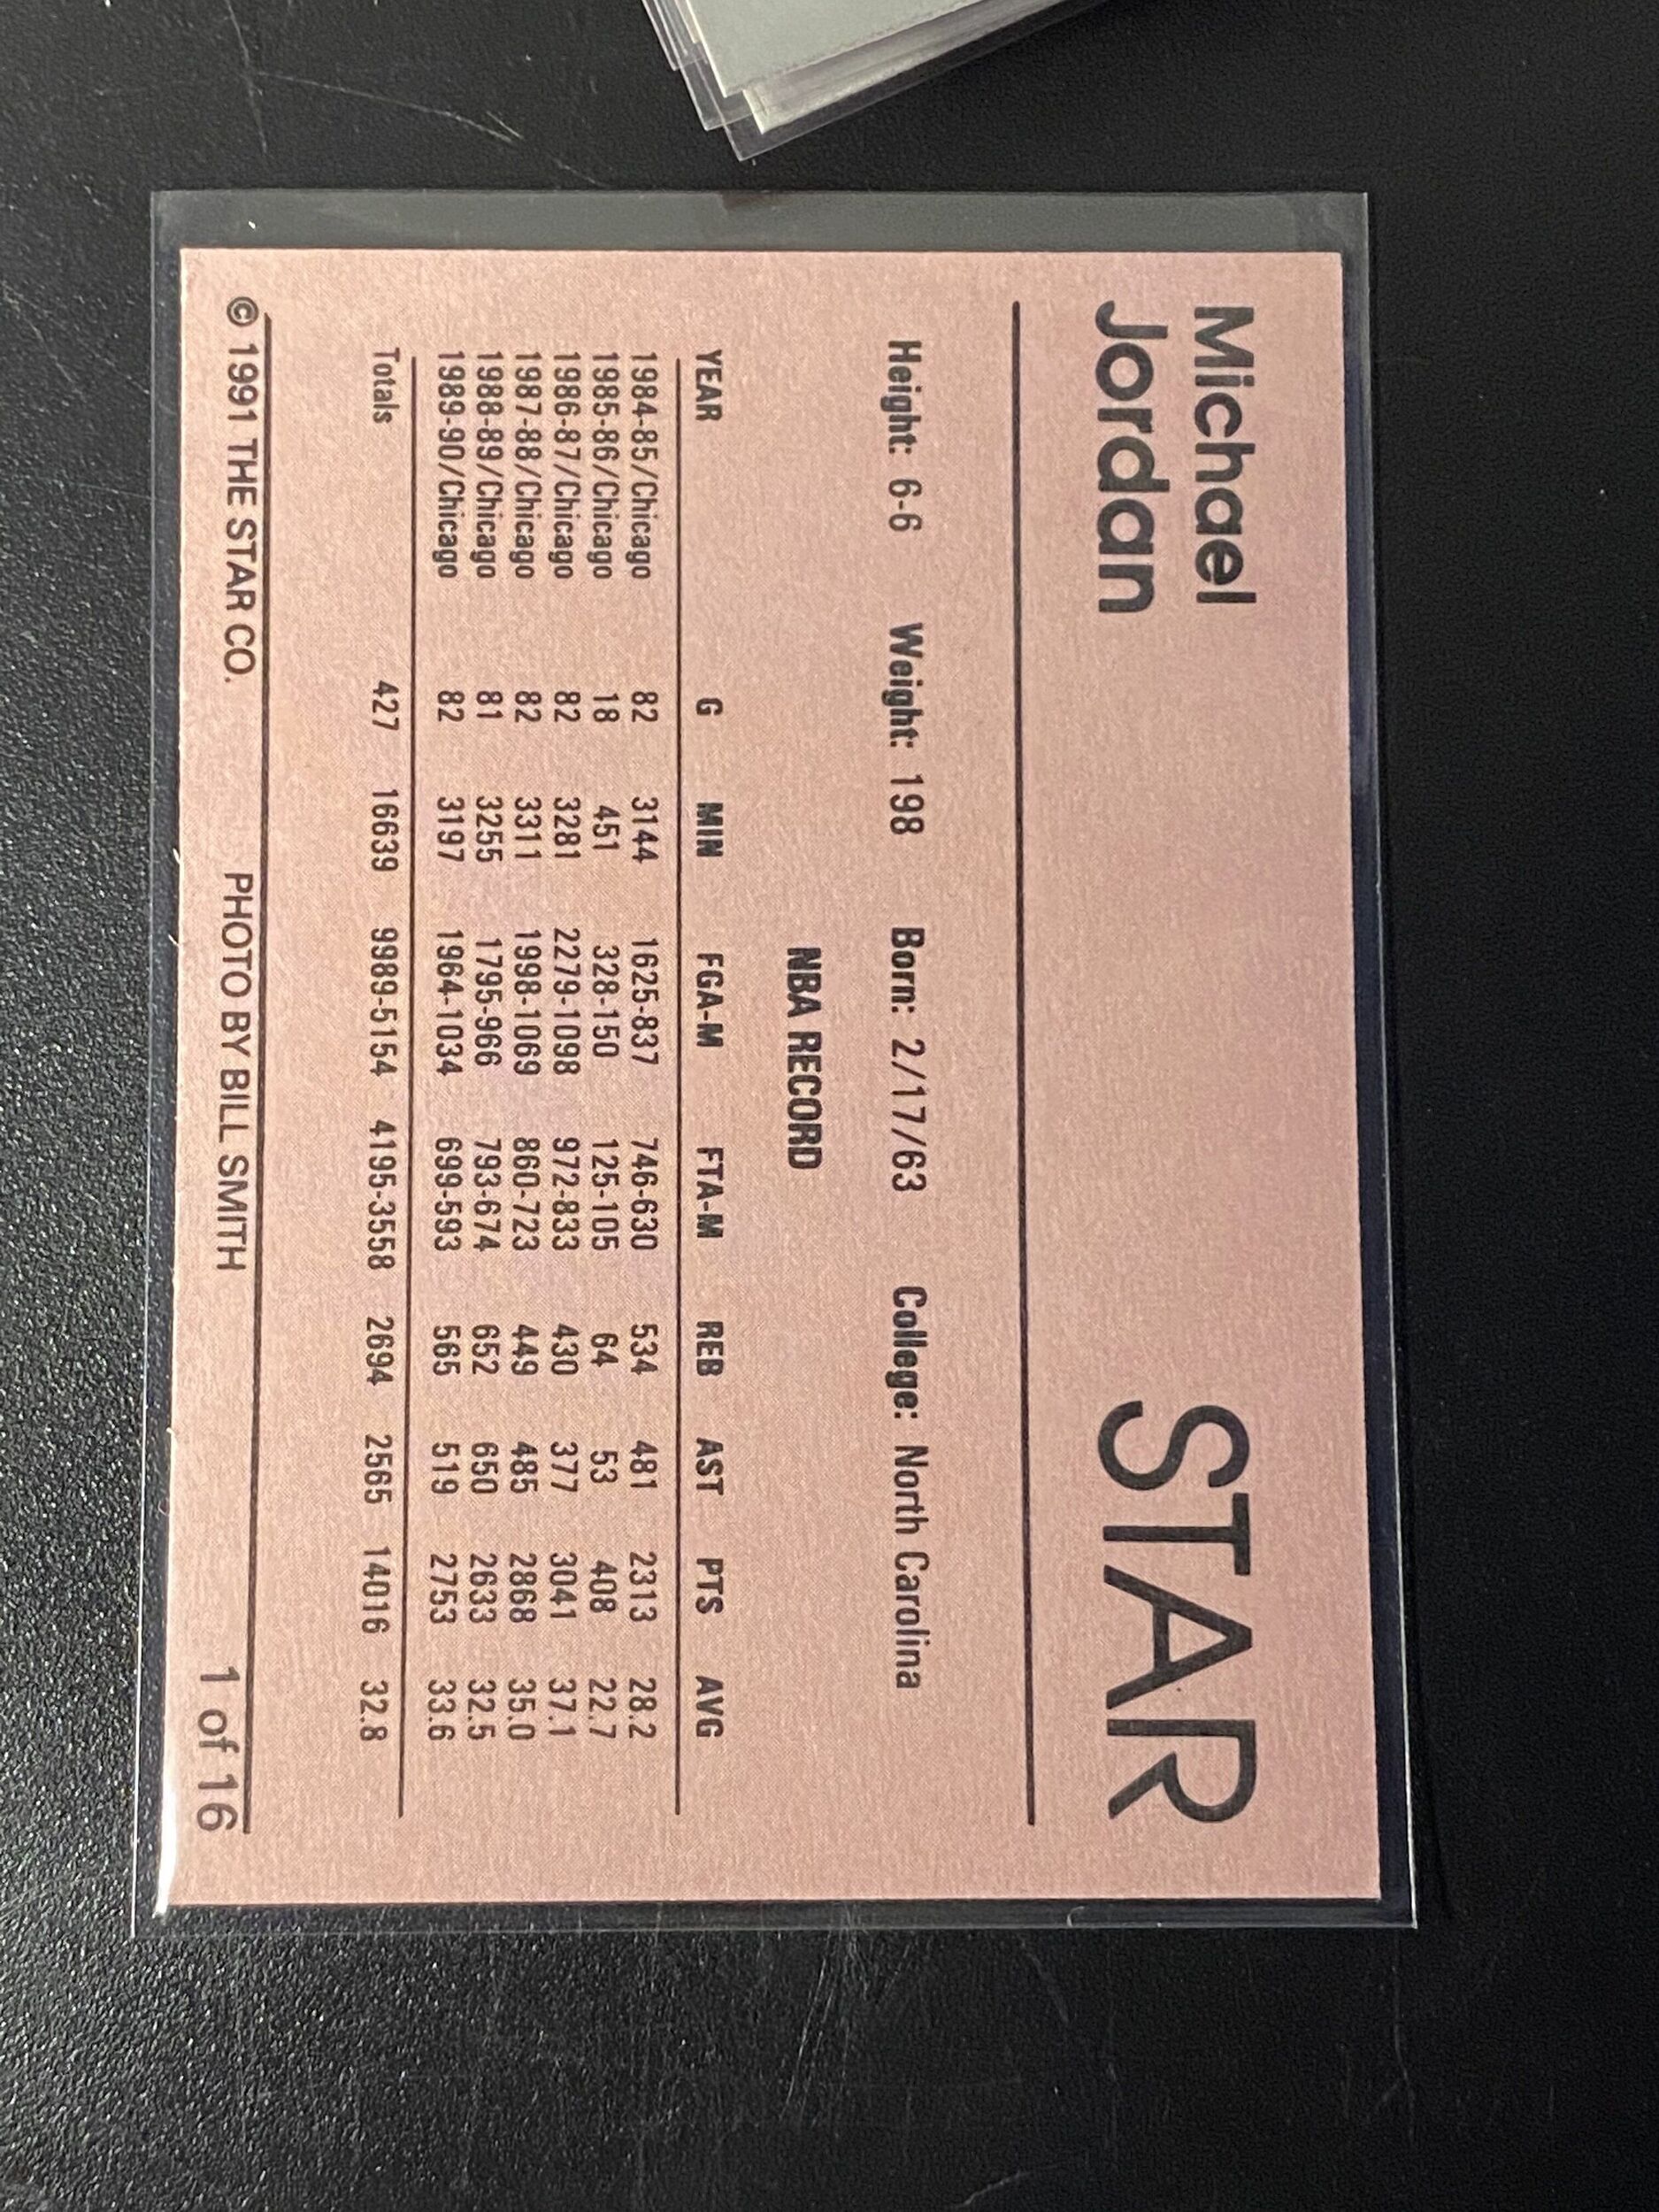 Michael STAR
Jordan
Height: 6-6 Weight: 198 Born: 2/17/63 College: North Carolina
NBA RECORD
YEAR G MIN FGA-M FTA-M REB AST PTS AVG
1984-85/Chicago 82 3144 1625-837 746-630 534 481 2313 28.2
1985-86/Chicago 18 451 328-150 125-105 64 53 408 22.7
1986-87/Chicago 82 3281 2279-1098 972-833 430 377 3041 37.1
1987-88/Chicago 82 3311 1998-1069 860-723 449 485 2868 35.0
1988-89/Chicago 81 3255 1795-966 793-674 652 650 2633 32.5
1989-90/Chicago 82 3197 1964-1034 699-593 565 519 2753 33.6
Totals 427 16639 9989-5154 4195-3558 2694 2565 14016 32.8
© 1991 THE STAR CO. PHOTO BY BILL SMITH 1 of 16